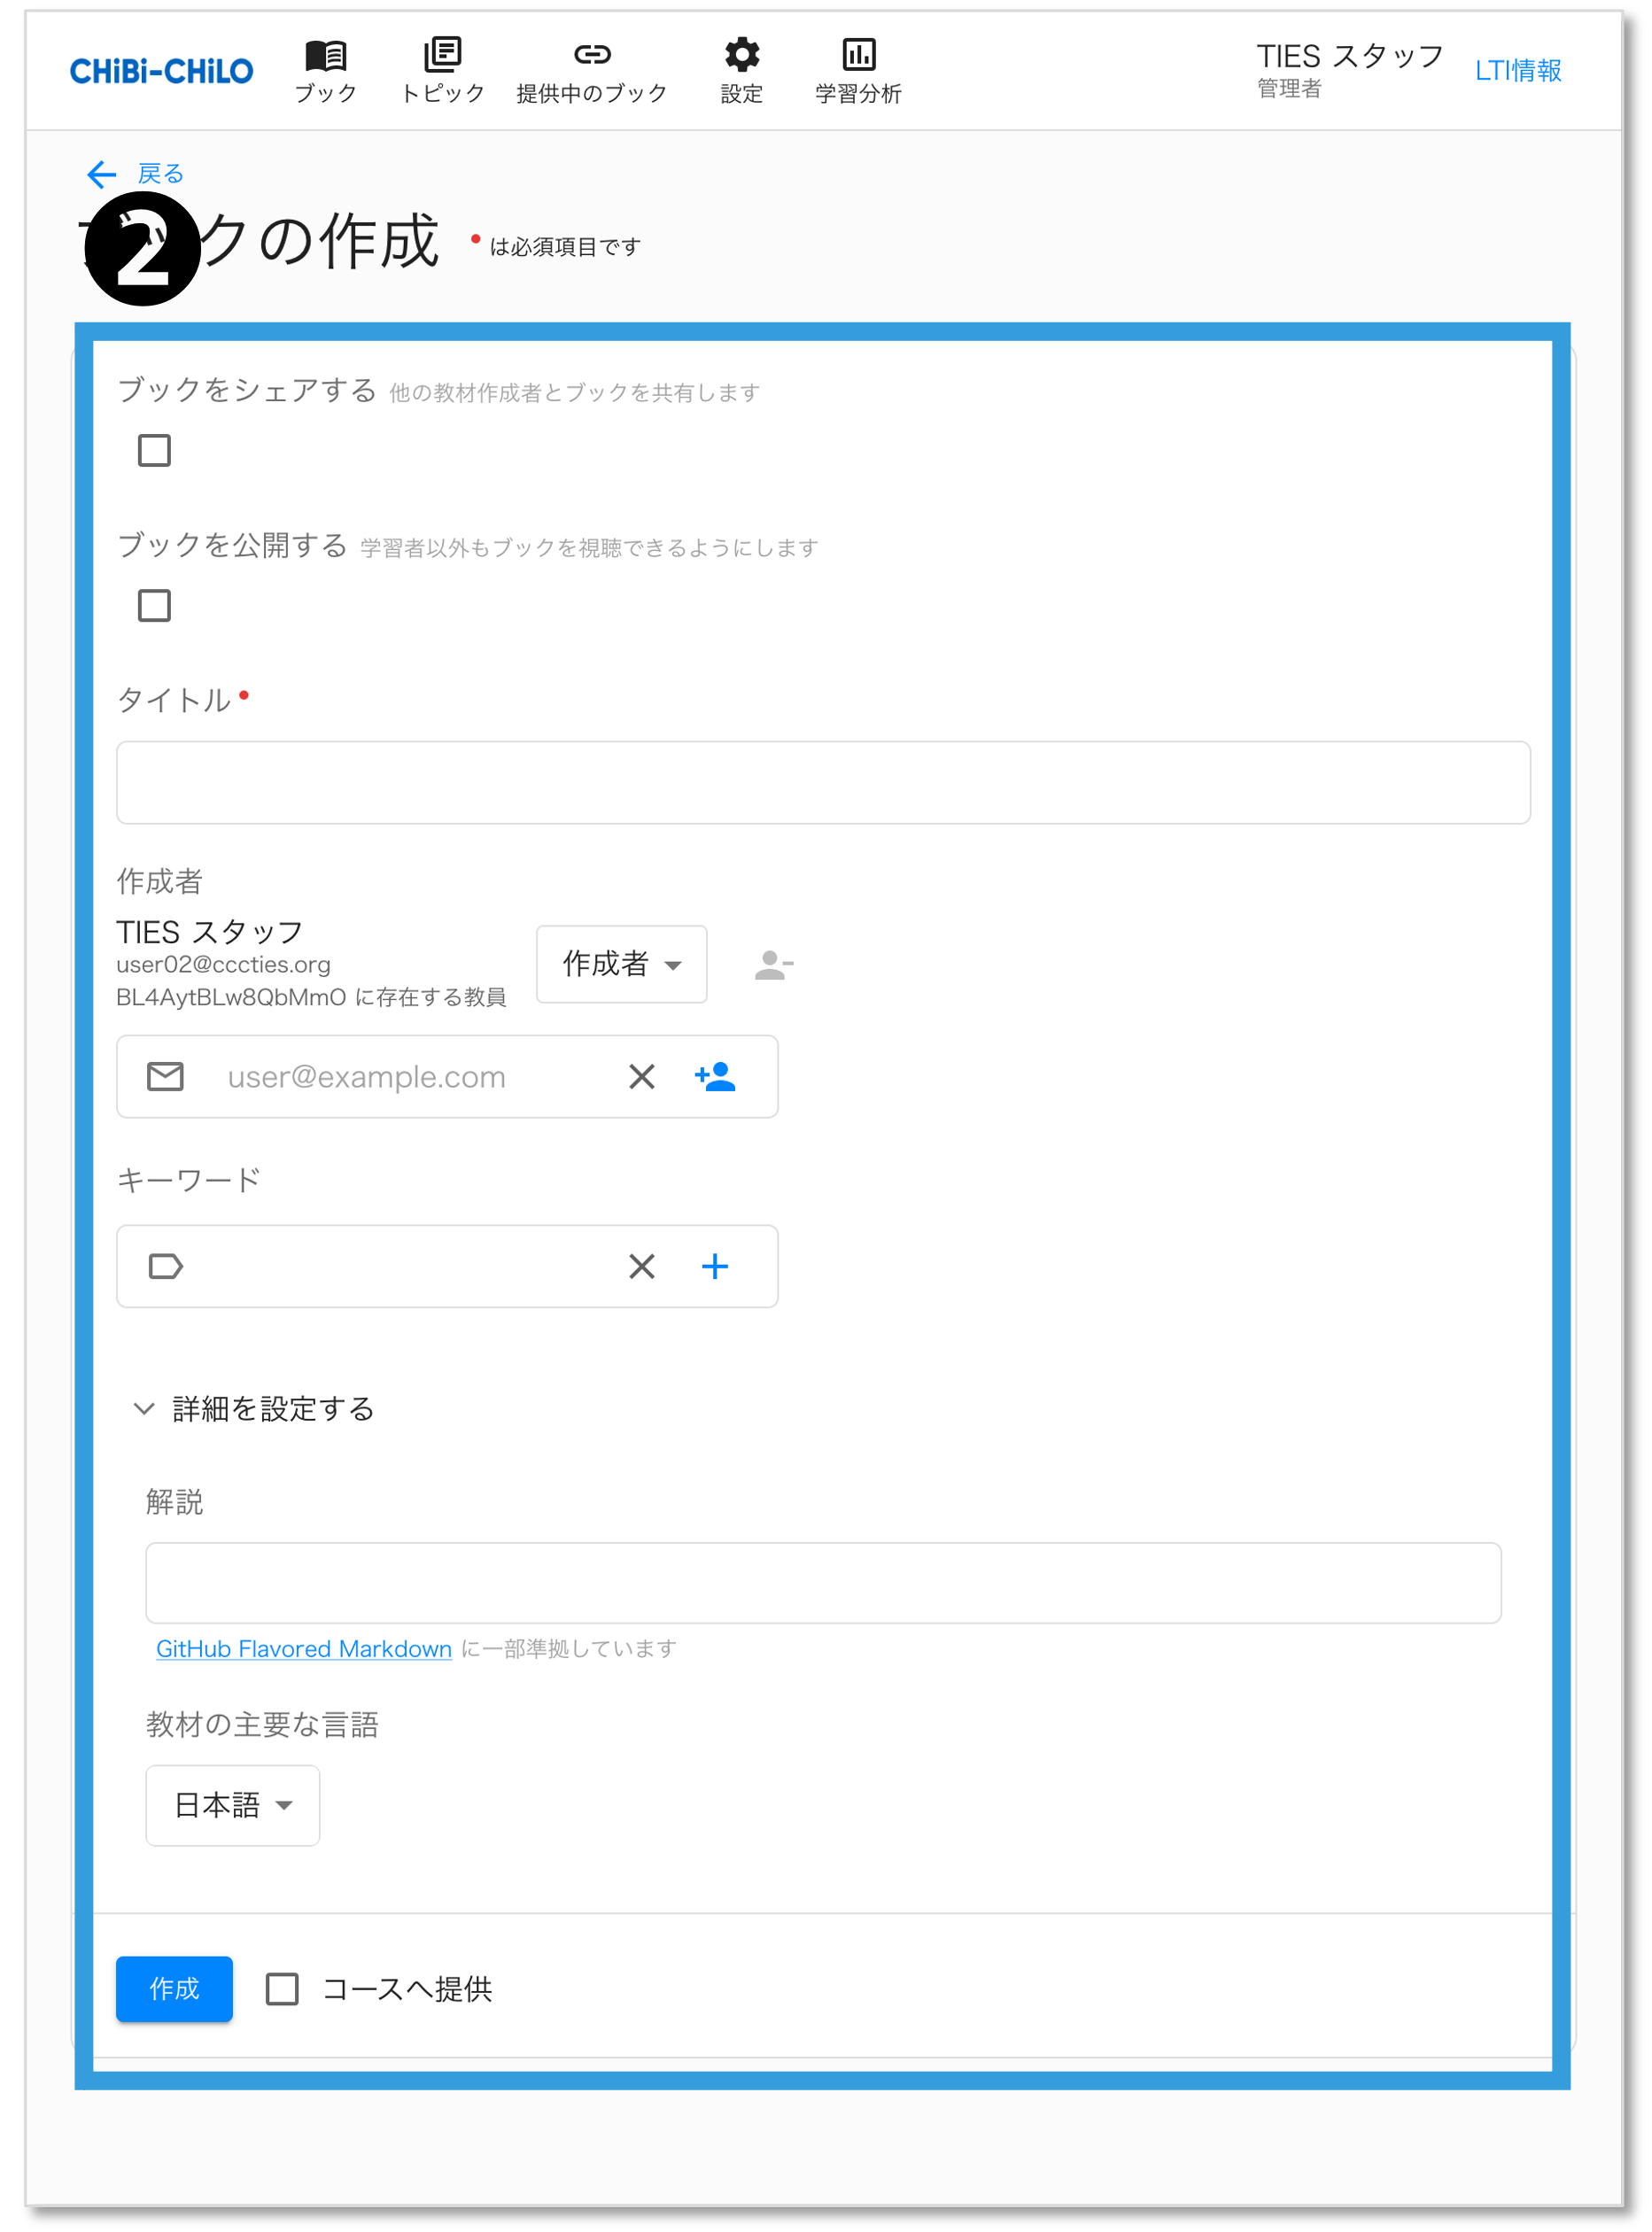 CHiBi-CHiLO
ブック
トピック
提供中のブック
設定
学習分析
TIES スタッフ
管理者
LTI情報
戻る
2
ブックの作成 は必須項目です
ブックをシェアする 他の教材作成者とブックを共有します
ブックを公開する 学習者以外もブックを視聴できるようにします
タイトル
作成者
TIES スタッフ
user02@cccties.org
BL4AytBLw8QbMmO に存在する教員
作成者
user@example.com
キーワード
詳細を設定する
解説
GitHub Flavored Markdown に一部準拠しています
教材の主要な言語
日本語
作成
コースへ提供